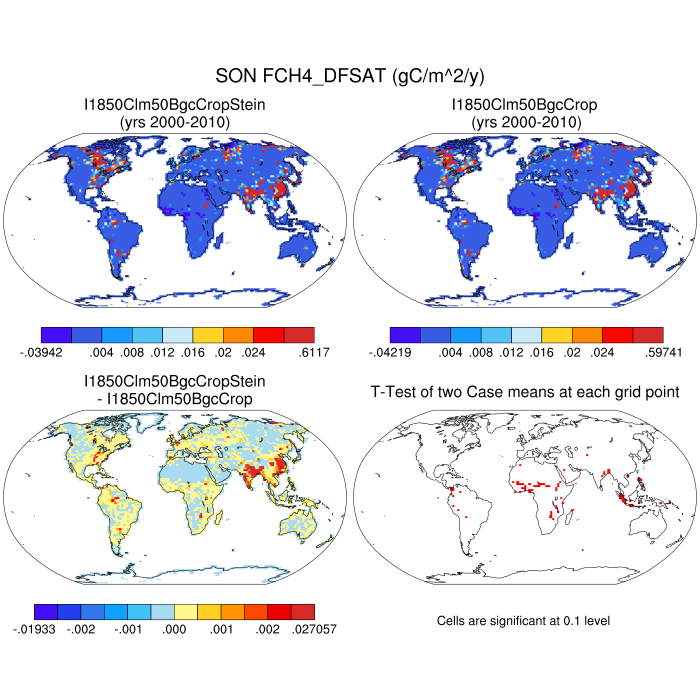 SON FCH4_DFSAT (gC/m^2/y)
I1850Clm50BgcCropStein
(yrs 2000-2010)
I1850Clm50BgcCrop
(yrs 2000-2010)
-.03942 .004 .008 .012 .016 .02 .024 .6117
-.04219 .004 .008 .012 .016 .02 .024 .59741
I1850Clm50BgcCropStein
- I1850Clm50BgcCrop
T-Test of two Case means at each grid point
-.01933 -.002 -.001 .000 .001 .002 .027057
Cells are significant at 0.1 level